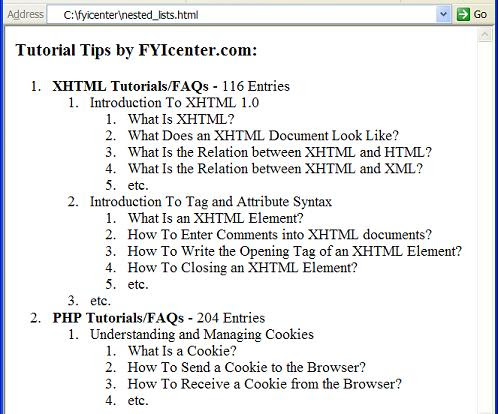 Address C:\fyicenter\nested_lists.html Go
Tutorial Tips by FYIcenter.com:
1. XHTML Tutorials/FAQs - 116 Entries
1. Introduction To XHTML 1.0
1. What Is XHTML?
2. What Does an XHTML Document Look Like?
3. What Is the Relation between XHTML and HTML?
4. What Is the Relation between XHTML and XML?
5. etc.
2. Introduction To Tag and Attribute Syntax
1. What Is an XHTML Element?
2. How To Enter Comments into XHTML documents?
3. How To Write the Opening Tag of an XHTML Element?
4. How To Closing an XHTML Element?
5. etc.
3. etc.
2. PHP Tutorials/FAQs - 204 Entries
1. Understanding and Managing Cookies
1. What Is a Cookie?
2. How To Send a Cookie to the Browser?
3. How To Receive a Cookie from the Browser?
4. etc.